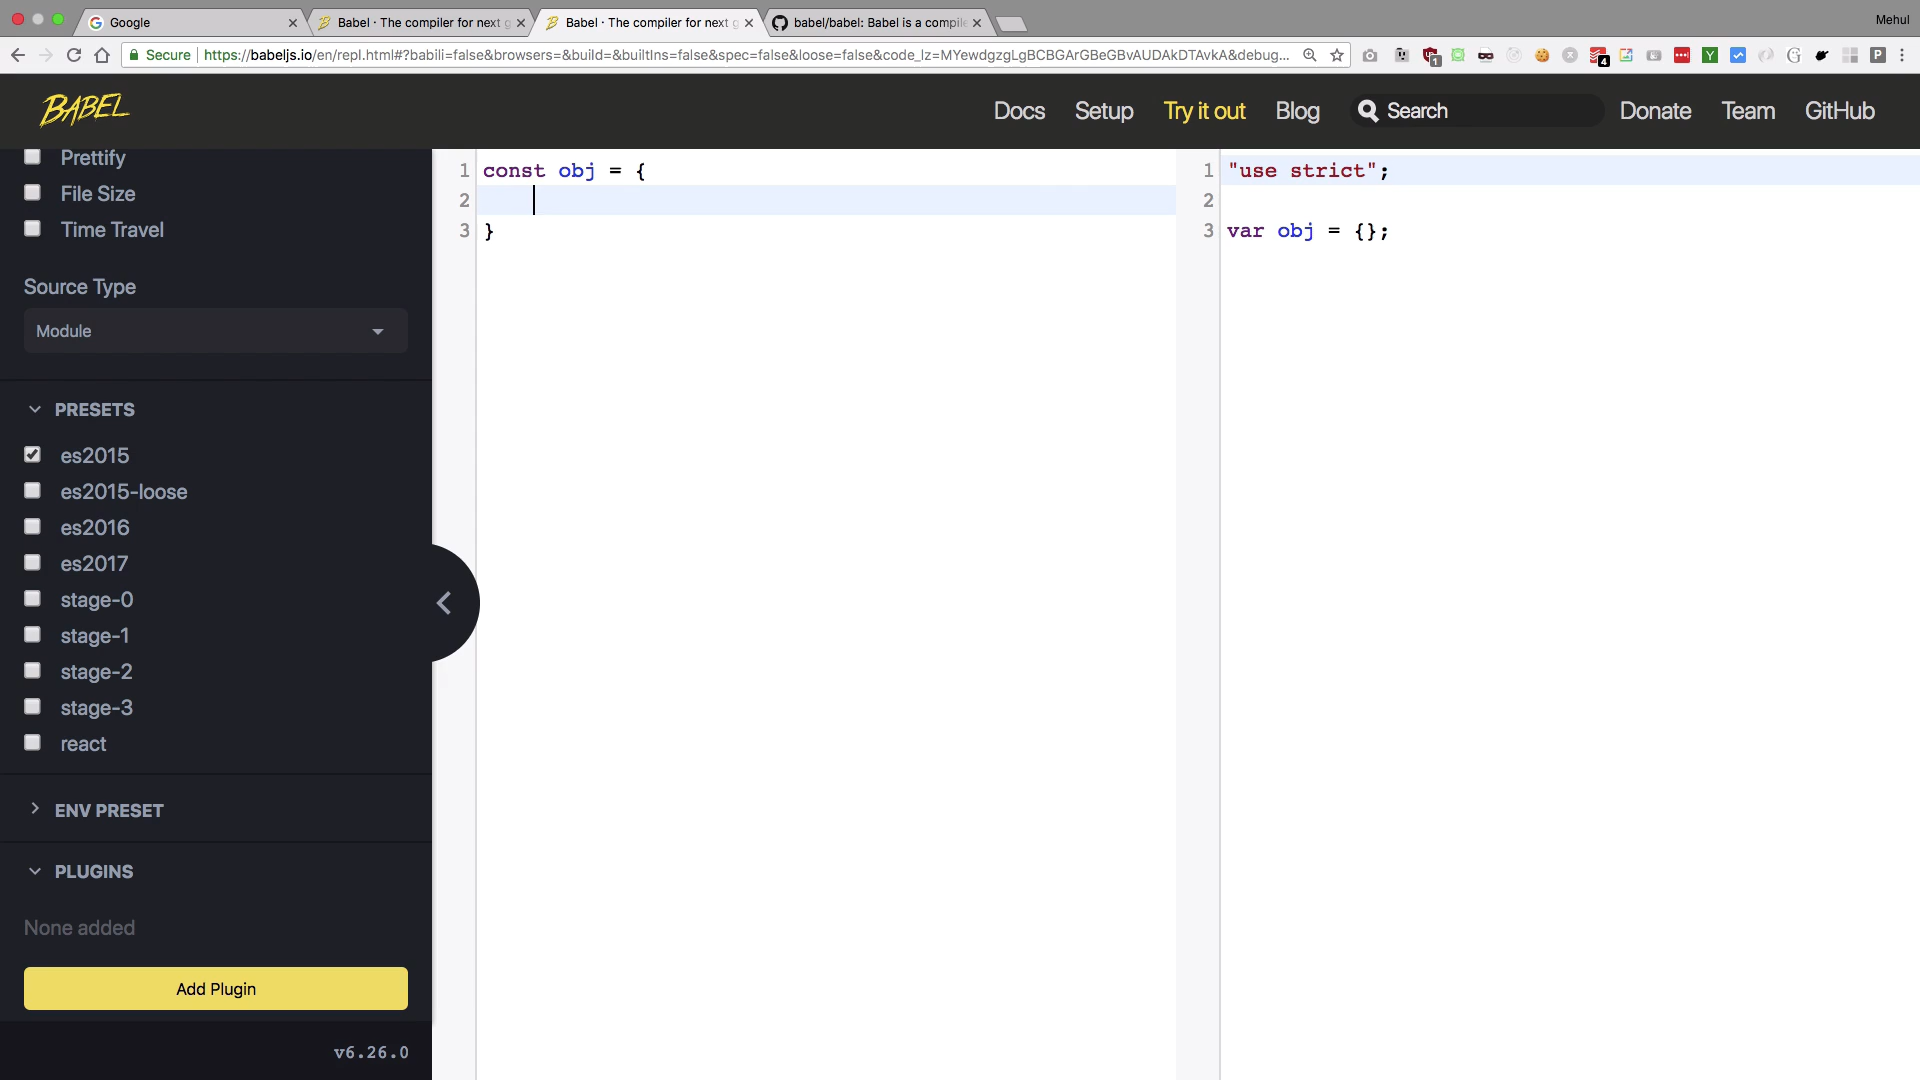 Google
Babel · The compiler for next g
Babel · The compiler for next g
babel/babel: Babel is a compile
Mehul
Secure
https://babeljs.io/en/repl.html#?babili=false&browsers=&build=&builtIns=false&spec=false&loose=false&code_lz=MYewdgzgLgBCBGArGBeGBvAUDAkDTAvkA&debug...
1
4
BABEL
Docs
Setup
Try it out
Blog
Search
Donate
Team
GitHub
Prettify
File Size
Time Travel
Source Type
Module
PRESETS
es2015
es2015-loose
es2016
es2017
stage-0
stage-1
stage-2
stage-3
react
ENV PRESET
PLUGINS
None added
Add Plugin
v6.26.0
1 const obj = {
2
3 }
1 "use strict";
2
3 var obj = {};